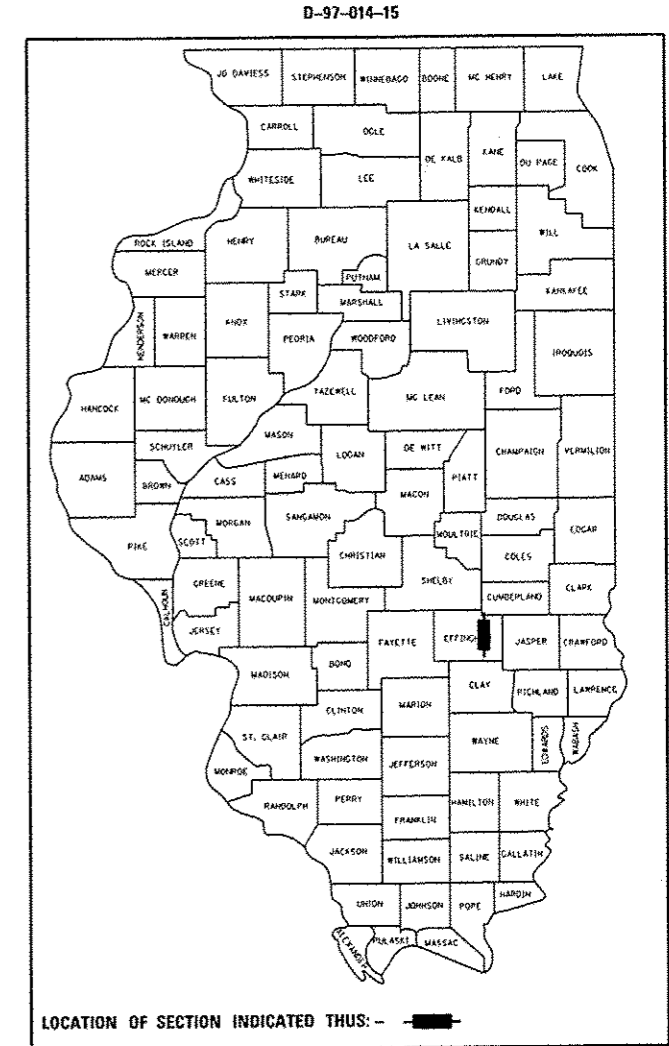 D-97-014-15
JO DAVIESS STEPHENSON WINNEBAGO BOONE MC HENRY LAKE
CARROLL OGLE DE KALB KANE DU PAGE COOK
WHITESIDE LEE KENDALL WILL
ROCK ISLAND HENRY BUREAU LA SALLE GRUNDY
MERCER PUTNAM KANKAKEE
STARK MARSHALL LIVINGSTON
HENDERSON WARREN KNOX PEORIA WOODFORD IROQUOIS
HANCOCK MC DONOUGH FULTON TAZEWELL MC LEAN FORD
SCHUYLER MASON LOGAN DE WITT CHAMPAIGN VERMILION
ADAMS BROWN CASS MENARD MACON PIATT
PIKE SCOTT MORGAN SANGAMON CHRISTIAN MOULTRIE DOUGLAS EDGAR
COLES
CALHOUN GREENE MACOUPIN MONTGOMERY SHELBY CUMBERLAND CLARK
JERSEY FAYETTE EFFINGH JASPER CRAWFORD
MADISON BOND CLAY RICHLAND LAWRENCE
CLINTON MARION
ST. CLAIR WAYNE EDWARDS WABASH
MONROE WASHINGTON JEFFERSON
RANDOLPH PERRY HAMILTON WHITE
FRANKLIN
JACKSON WILLIAMSON SALINE GALLATIN
UNION JOHNSON POPE HARDIN
ALEXANDER PULASKI MASSAC
LOCATION OF SECTION INDICATED THUS: -